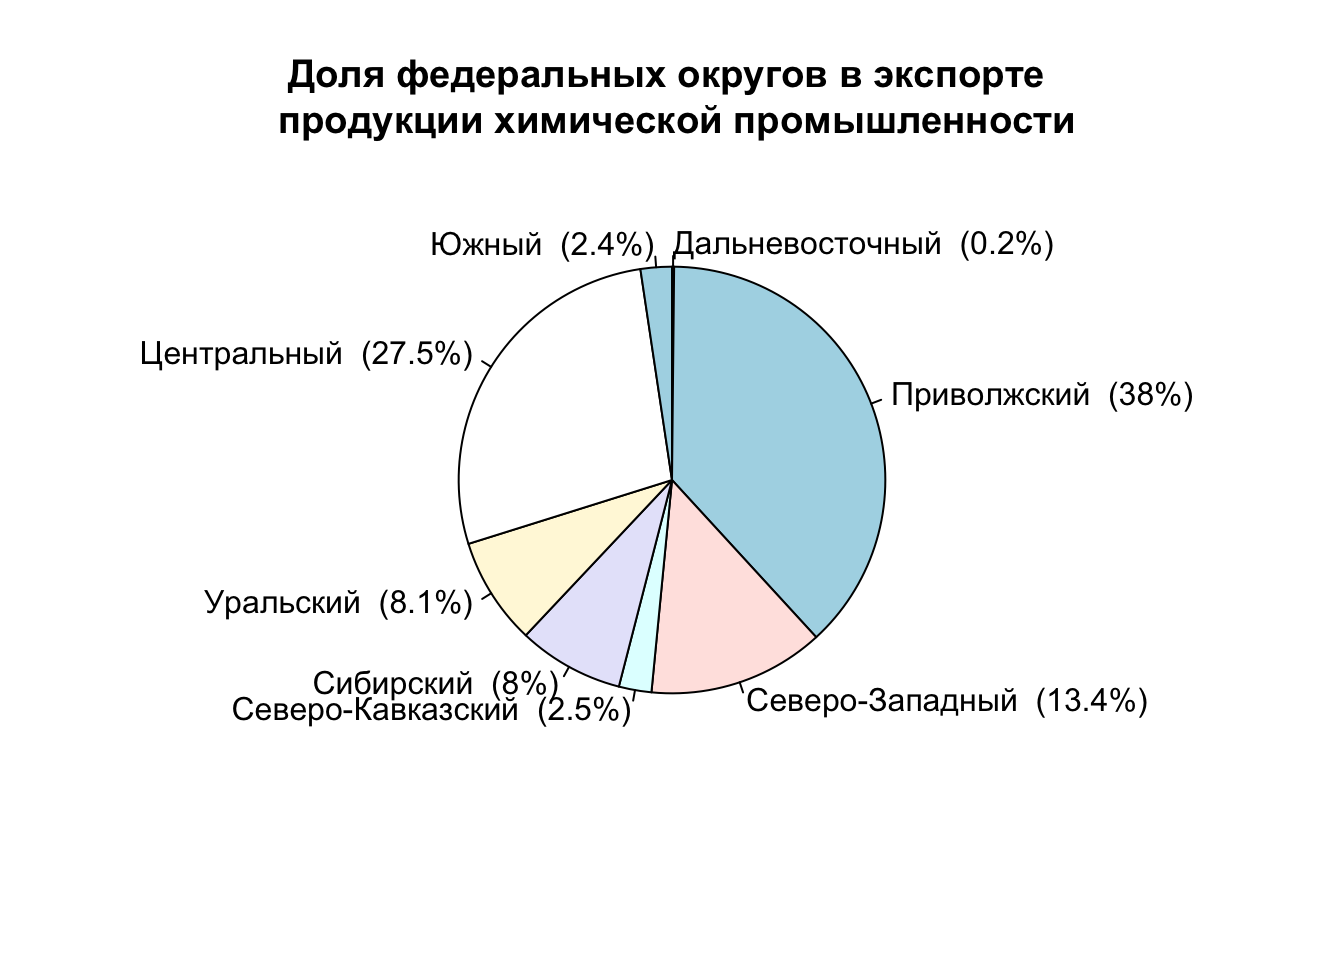 Доля федеральных округов в экспорте
продукции химической промышленности
Южный (2.4%)
Дальневосточный (0.2%)
Центральный (27.5%)
Приволжский (38%)
Уральский (8.1%)
Сибирский (8%)
Северо-Западный (13.4%)
Северо-Кавказский (2.5%)